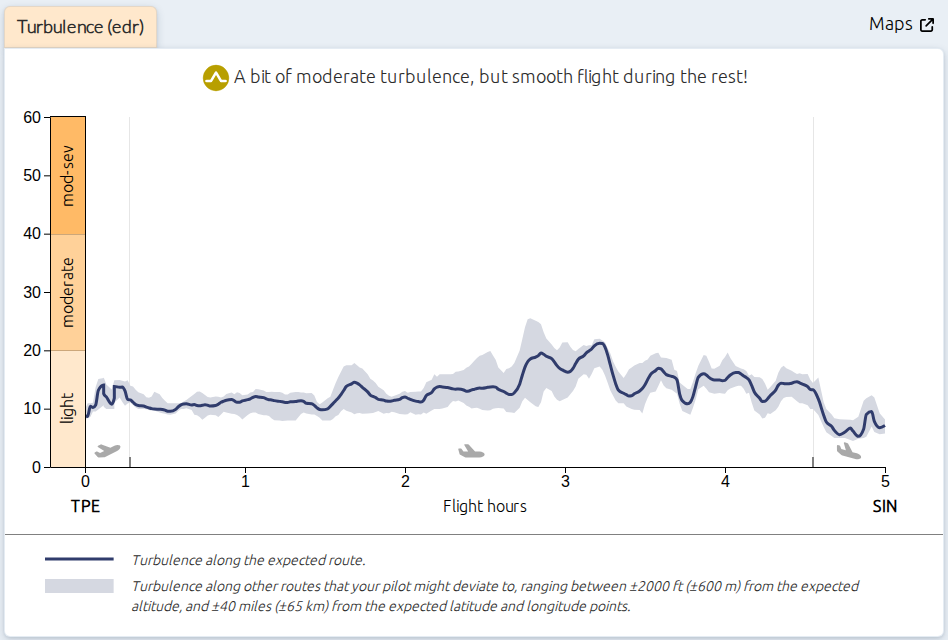 Turbulence (edr)
Maps
A bit of moderate turbulence, but smooth flight during the rest!
60
50
40
30
20
10
0
mod-sev
moderate
light
0 1 2 3 4 5
TPE Flight hours SIN
Turbulence along the expected route.
Turbulence along other routes that your pilot might deviate to, ranging between ±2000 ft (±600 m) from the expected
altitude, and ±40 miles (±65 km) from the expected latitude and longitude points.